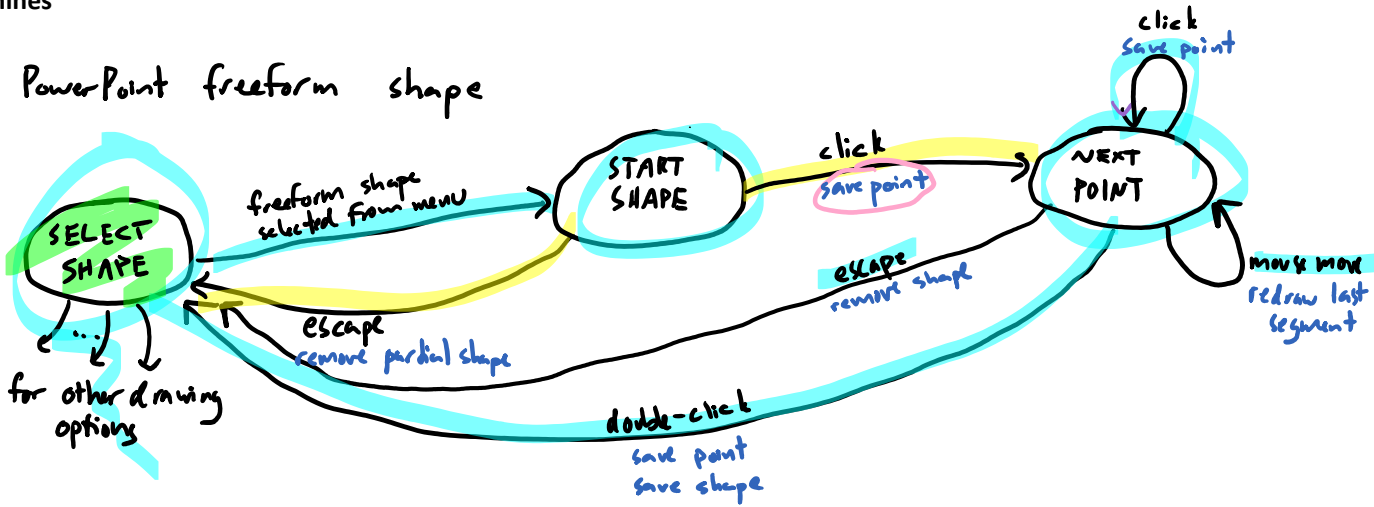 PowerPoint freeform shape
click
save point
SELECT
SHAPE
freeform shape
selected from menu
START
SHAPE
click
save point
NEXT
POINT
escape
remove partial shape
escape
remove shape
mouse move
redraw last
segment
...
for other drawing
options
double-click
save point
save shape